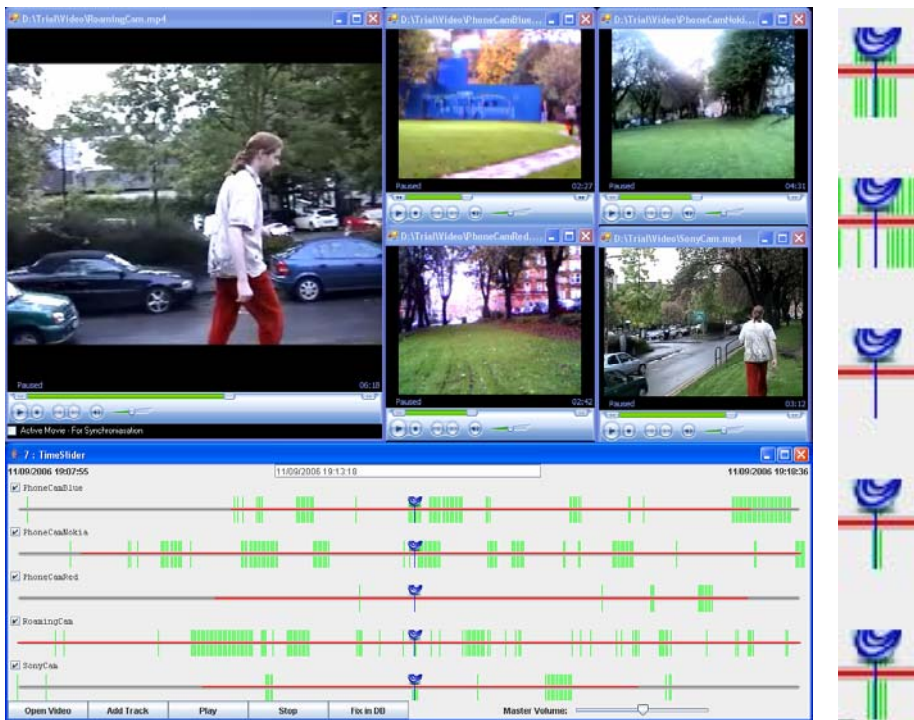 D:\Trial\Video\RoamingCam.mp4
D:\Trial\Video\PhoneCamBlue...
D:\Trial\Video\PhoneCamNoki...
Paused 02:27
Paused 04:31
D:\Trial\Video\PhoneCamRed....
D:\Trial\Video\SonyCam.mp4
Paused 06:18
Paused 02:42
Paused 03:12
Active Movie - For Synchronisation
7 : TimeSlider
11/09/2006 19:07:55
11/09/2006 19:13:18
11/09/2006 19:18:36
PhoneCamBlue
PhoneCamNokia
PhoneCamRed
RoamingCam
SonyCam
Open Video Add Track Play Stop Fix in DB Master Volume: